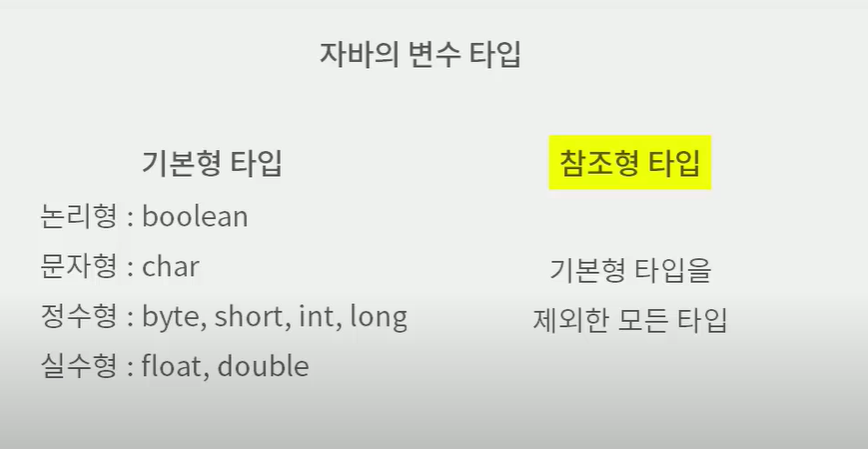 자바의 변수 타입
기본형 타입
논리형 : boolean
문자형 : char
정수형 : byte, short, int, long
실수형 : float, double
참조형 타입
기본형 타입을
제외한 모든 타입